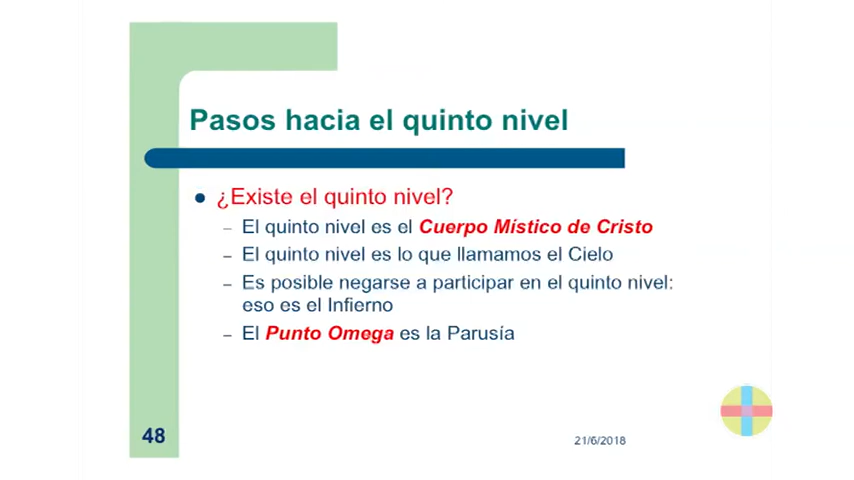 Pasos hacia el quinto nivel
¿Existe el quinto nivel?
– El quinto nivel es el Cuerpo Místico de Cristo
– El quinto nivel es lo que llamamos el Cielo
– Es posible negarse a participar en el quinto nivel:
eso es el Infierno
– El Punto Omega es la Parusía
48
21/6/2018